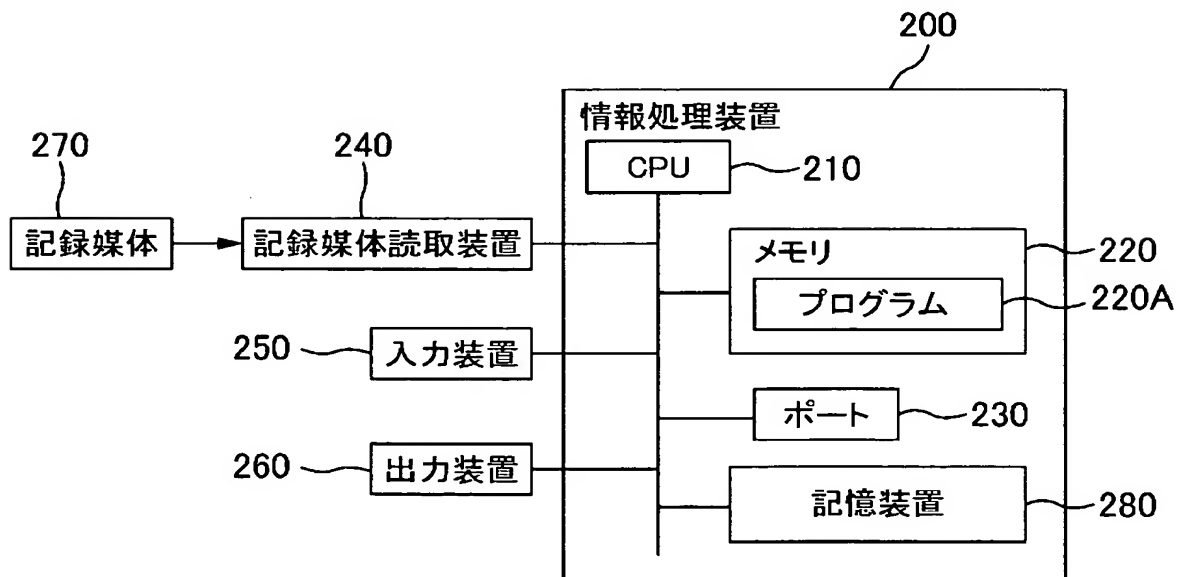 200
情報処理装置
270
240
CPU
210
記録媒体
記録媒体読取装置
メモリ
220
プログラム
220A
250
入力装置
ポート
230
260
出力装置
記憶装置
280